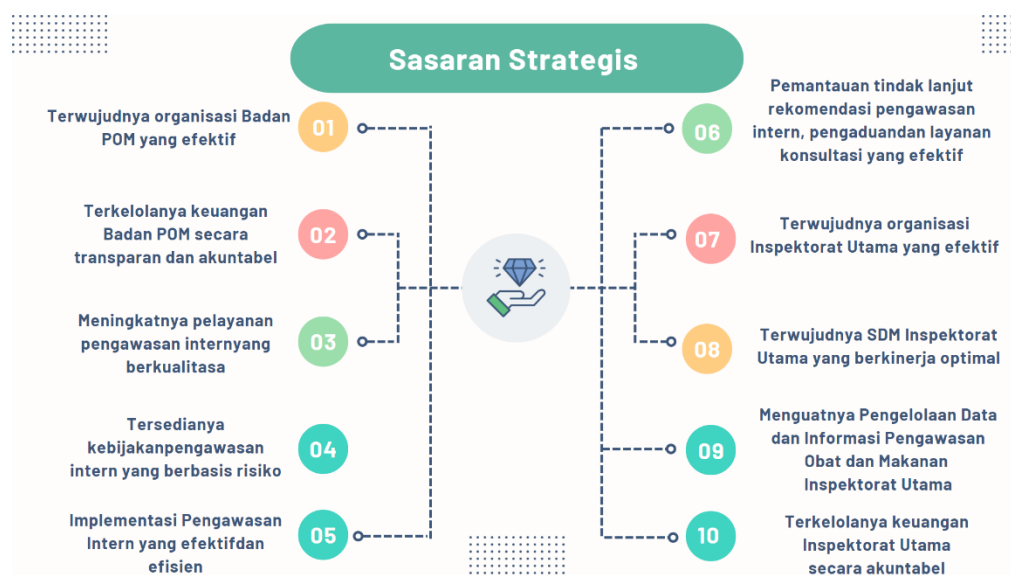 Sasaran Strategis
Terwujudnya organisasi Badan
POM yang efektif
01
Terkelolanya keuangan
Badan POM secara
transparan dan akuntabel
02
Meningkatnya pelayanan
pengawasan internyang
berkualitasa
03
Tersedianya
kebijakanpengawasan
intern yang berbasis risiko
04
Implementasi Pengawasan
Intern yang efektifdan
efisien
05
06
Pemantauan tindak lanjut
rekomendasi pengawasan
intern, pengaduandan layanan
konsultasi yang efektif
07
Terwujudnya organisasi
Inspektorat Utama yang efektif
08
Terwujudnya SDM Inspektorat
Utama yang berkinerja optimal
09
Menguatnya Pengelolaan Data
dan Informasi Pengawasan
Obat dan Makanan
Inspektorat Utama
10
Terkelolanya keuangan
Inspektorat Utama
secara akuntabel